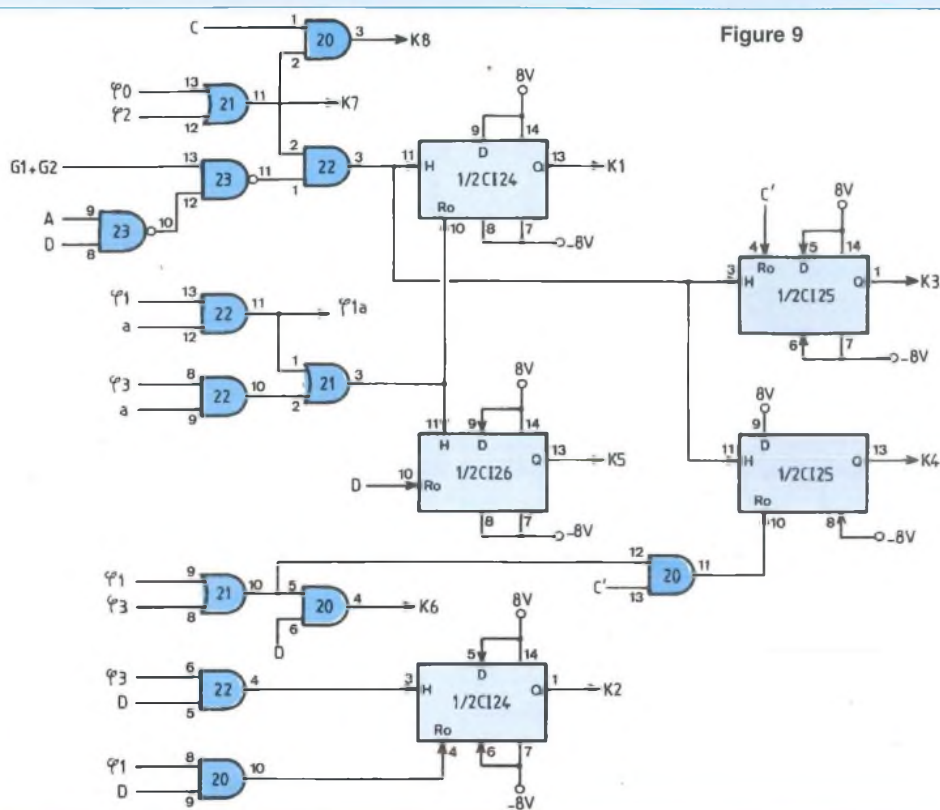 Figure 9
C 1 20 3 K8
2
φ0 13 21 11 K7
φ2 12
G1+G2 13 23 11
12
A 9 23 10
D 8
2 22 3
1
8V
9 D 14
11 H 1/2CI24 Q 13 K1
Ro
10 8 7
-8V
C' 8V
4 5 14
Ro D
3 H 1/2CI25 Q 1 K3
6 7
-8V
φ1 13 22 11 φ1a
a 12
φ3 8 22 10
a 9
1 21 3
2
8V
11 9 14
H D
D 10 Ro 1/2CI26 Q 13 K5
8 7
-8V
8V
9 D
11 H 1/2CI25 Q 13 K4
Ro
10 8
-8V
φ1 9 21 10
φ3 8
5 20 4 K6
6
D
12 20 11
C' 13
φ3 6 22 4
D 5
8V
5 14
D
3 H 1/2CI24 Q 1 K2
Ro
4 6 7
-8V
φ1 8 20 10
D 9